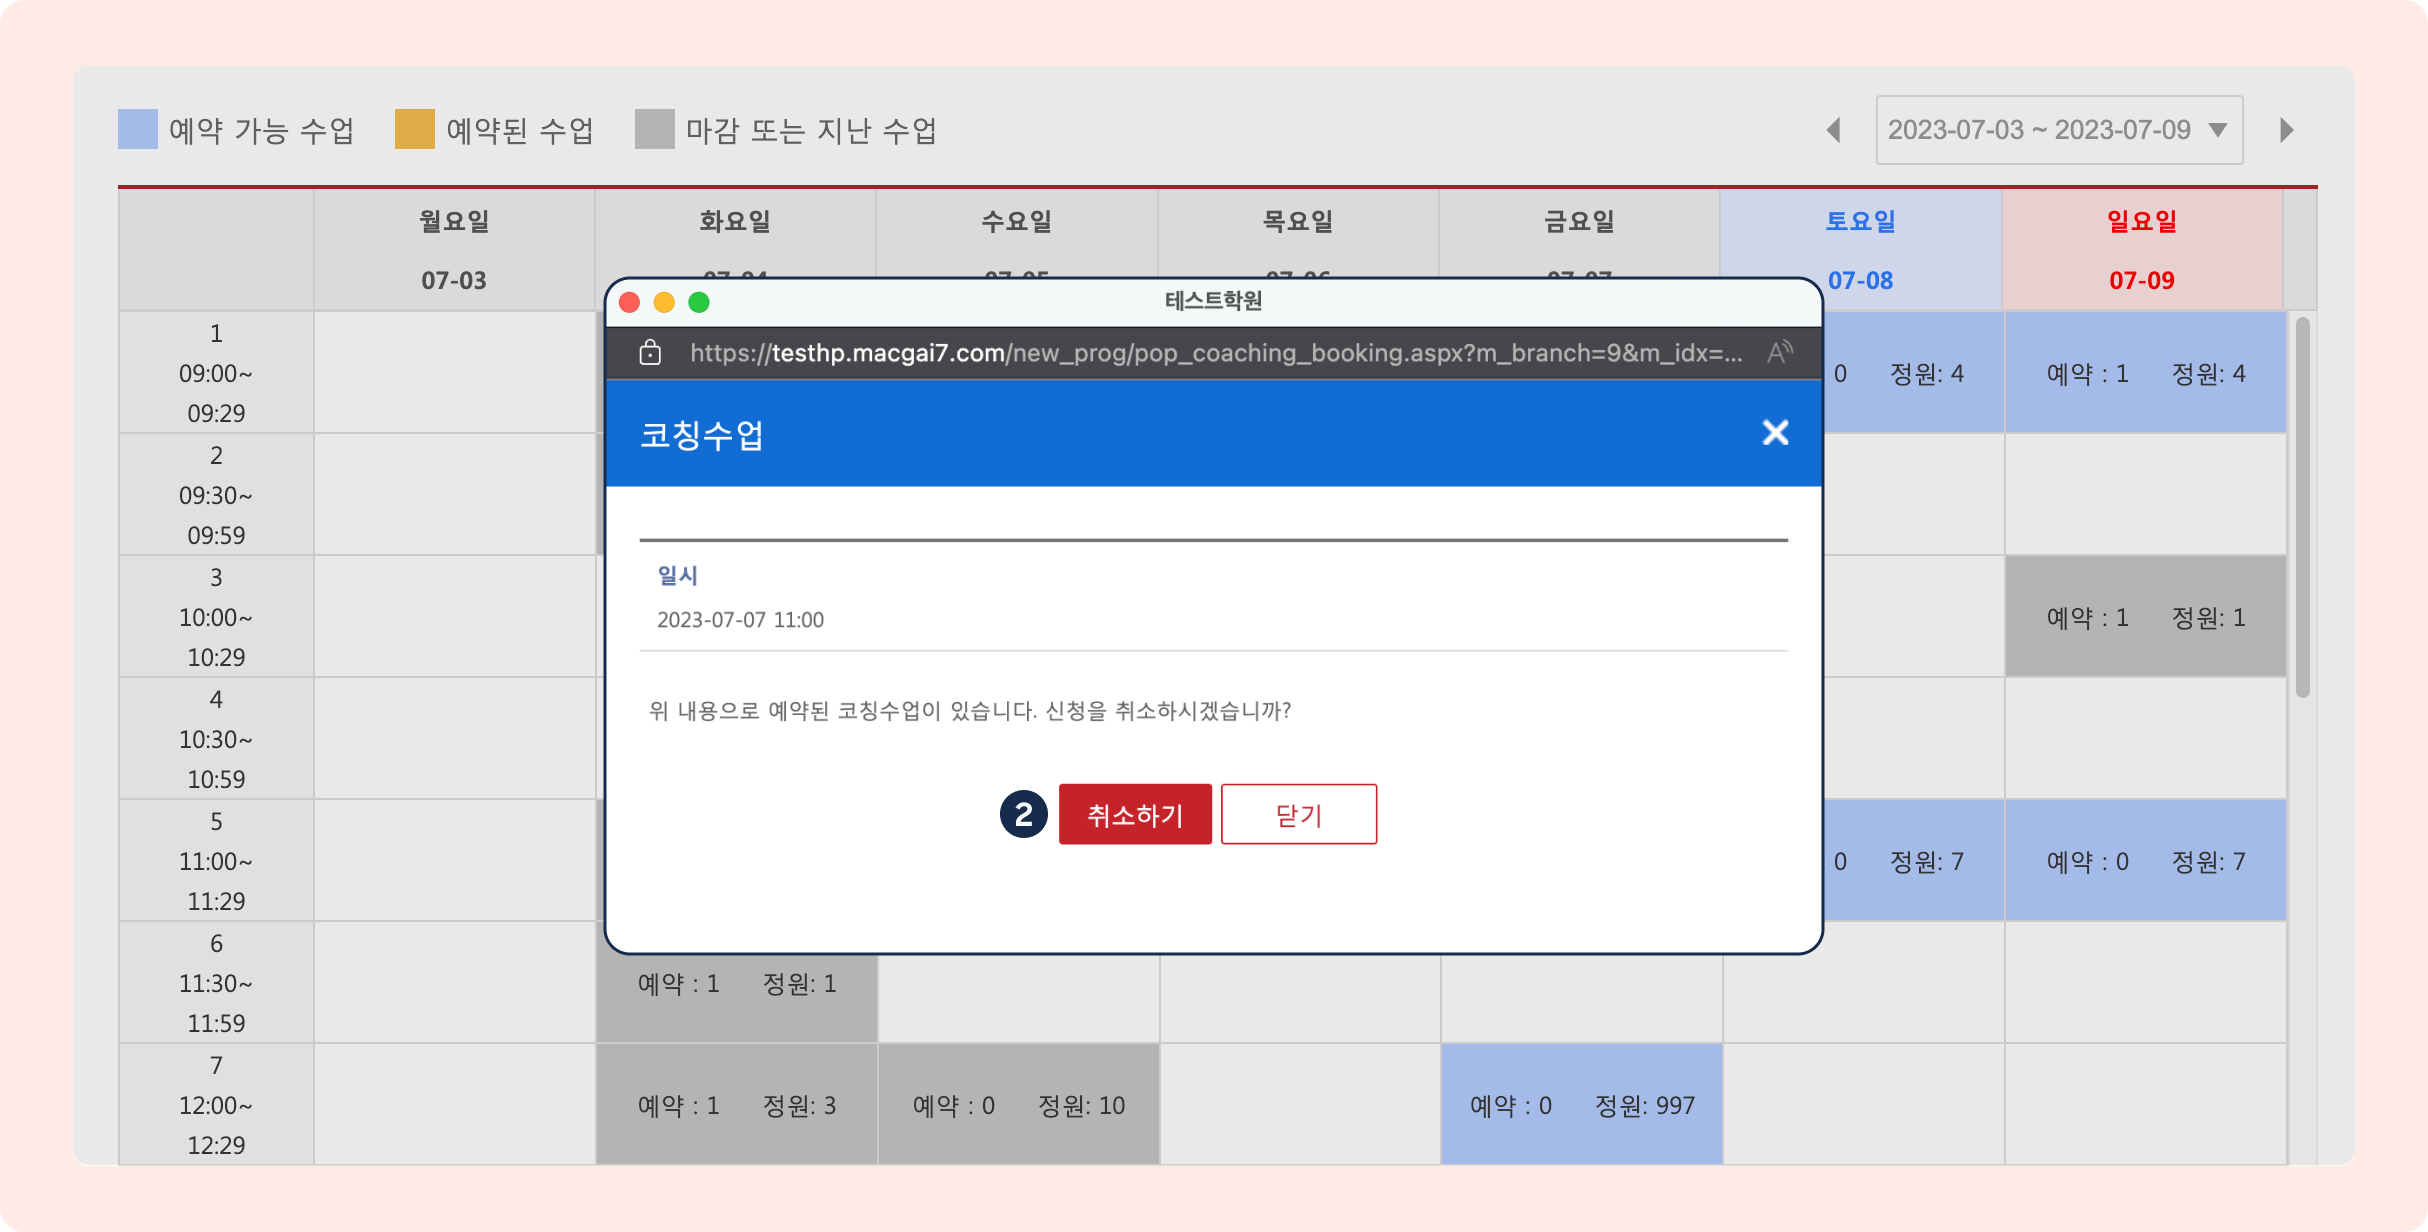 예약 가능 수업 예약된 수업 마감 또는 지난 수업 2023-07-03 ~ 2023-07-09
월요일 화요일 수요일 목요일 금요일 토요일 일요일
07-03 07-04 07-05 07-06 07-07 07-08 07-09
테스트학원
https://testhp.macgai7.com/new_prog/pop_coaching_booking.aspx?m_branch=9&m_idx=...
코칭수업
일시
2023-07-07 11:00
위 내용으로 예약된 코칭수업이 있습니다. 신청을 취소하시겠습니까?
2 취소하기 닫기
1
09:00~ : 0 정원: 4 예약 : 1 정원: 4
09:29
2
09:30~
09:59
3
10:00~ 예약 : 1 정원: 1
10:29
4
10:30~
10:59
5
11:00~ : 0 정원: 7 예약 : 0 정원: 7
11:29
6
11:30~ 예약 : 1 정원: 1
11:59
7
12:00~ 예약 : 1 정원: 3 예약 : 0 정원: 10 예약 : 0 정원: 997
12:29